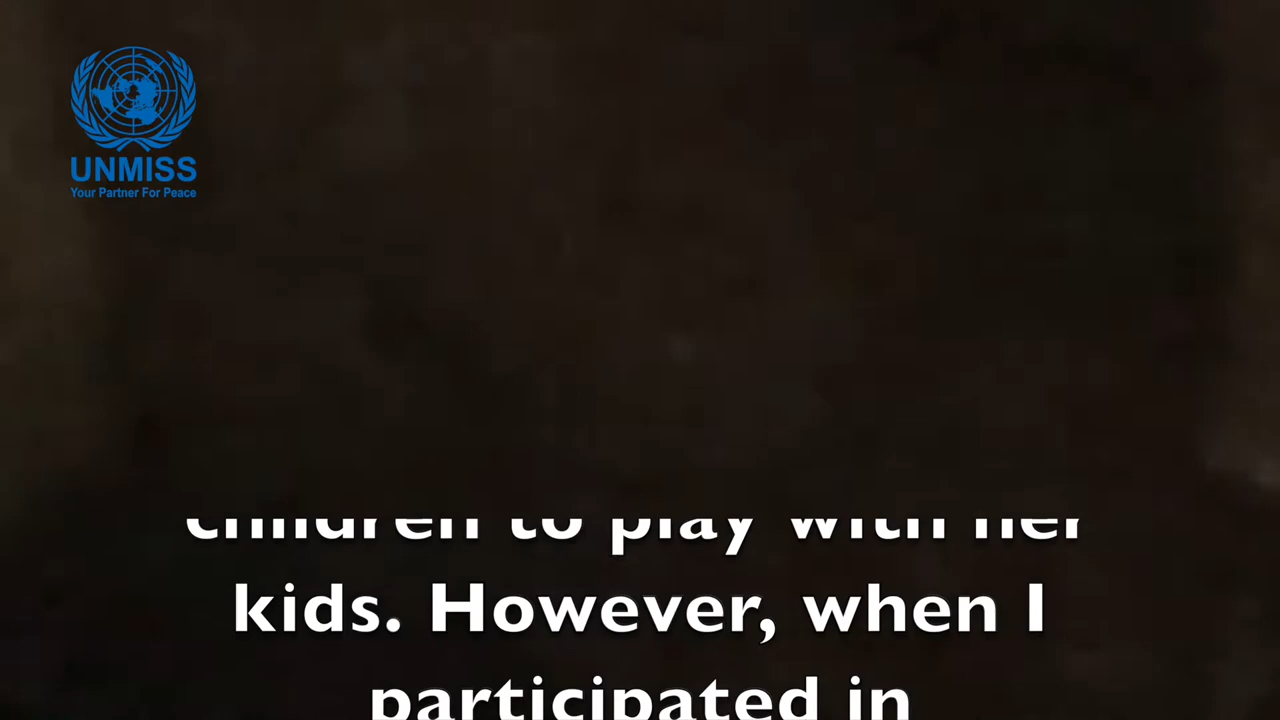 UNMISS
Your Partner For Peace
children to play with her
kids. However, when I
participated in